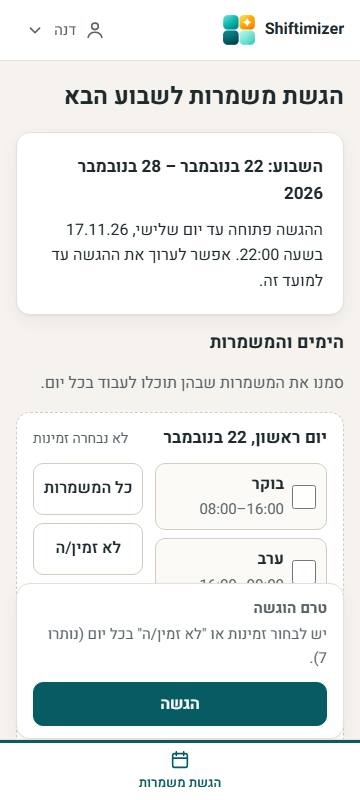 Shiftimizer
דנה
הגשת משמרות לשבוע הבא
השבוע: 22 בנובמבר – 28 בנובמבר
2026
ההגשה פתוחה עד יום שלישי, 17.11.26
בשעה 22:00. אפשר לערוך את ההגשה עד
למועד זה.
הימים והמשמרות
סמנו את המשמרות שבהן תוכלו לעבוד בכל יום.
יום ראשון, 22 בנובמבר
לא נבחרה זמינות
בוקר
08:00–16:00
כל המשמרות
ערב
לא זמין/ה
טרם הוגשה
יש לבחור זמינות או "לא זמין/ה" בכל יום (נותרו
7).
הגשה
הגשת משמרות